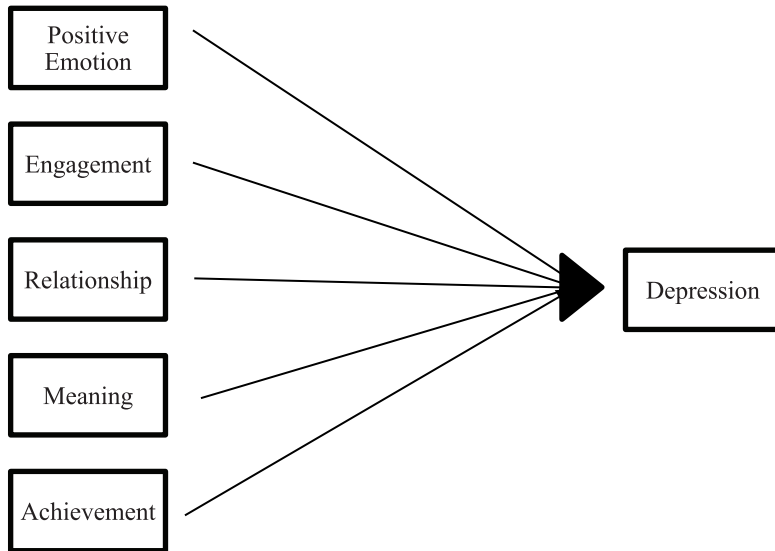 Positive
Emotion
Engagement
Relationship
Depression
Meaning
Achievement